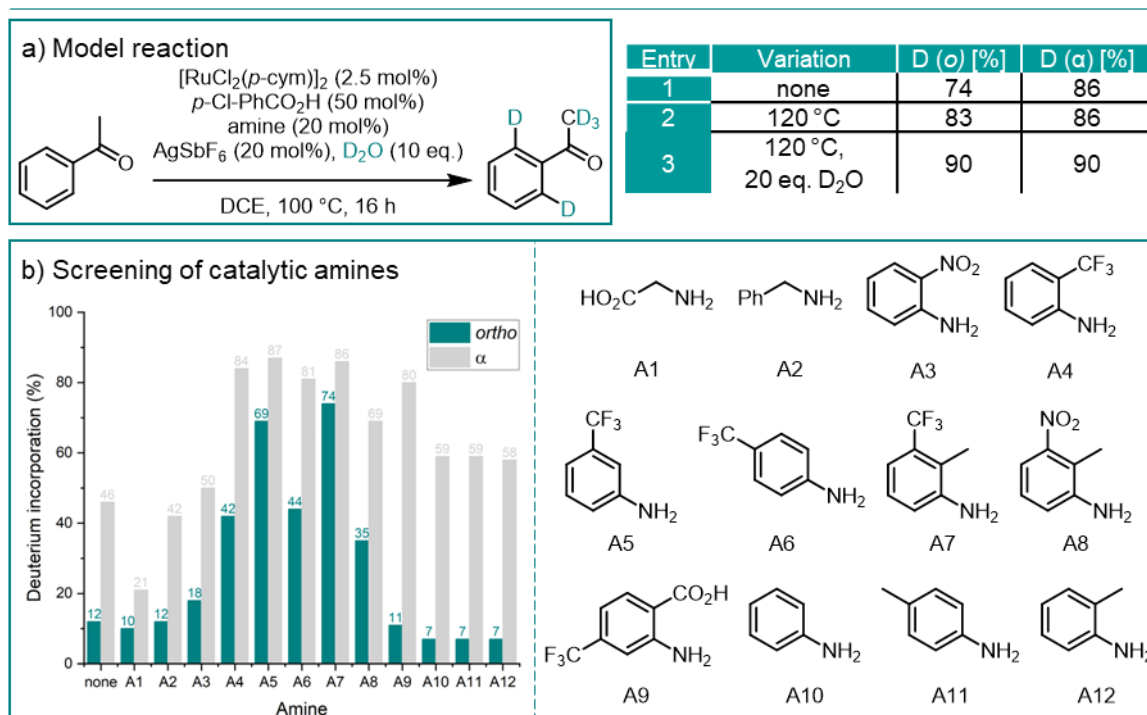 a) Model reaction
[RuCl2(p-cym)]2 (2.5 mol%)
p-Cl-PhCO2H (50 mol%)
amine (20 mol%)
AgSbF6 (20 mol%), D2O (10 eq.)
DCE, 100 °C, 16 h
O
D
CD3
O
D
Entry Variation D (o) [%] D (α) [%]
1 none 74 86
2 120 °C 83 86
3 120 °C, 90 90
20 eq. D2O
b) Screening of catalytic amines
Deuterium incorporation (%)
100
80
60
40
20
0
ortho
α
12 46
10 21
12 42
18 50
42 84
69 87
44 81
74 86
35 69
11 80
7 59
7 59
7 58
none A1 A2 A3 A4 A5 A6 A7 A8 A9 A10 A11 A12
Amine
HO2C NH2
A1
Ph NH2
A2
NO2
NH2
A3
CF3
NH2
A4
CF3
NH2
A5
F3C
NH2
A6
CF3
NH2
A7
NO2
NH2
A8
CO2H
F3C NH2
A9
NH2
A10
NH2
A11
NH2
A12